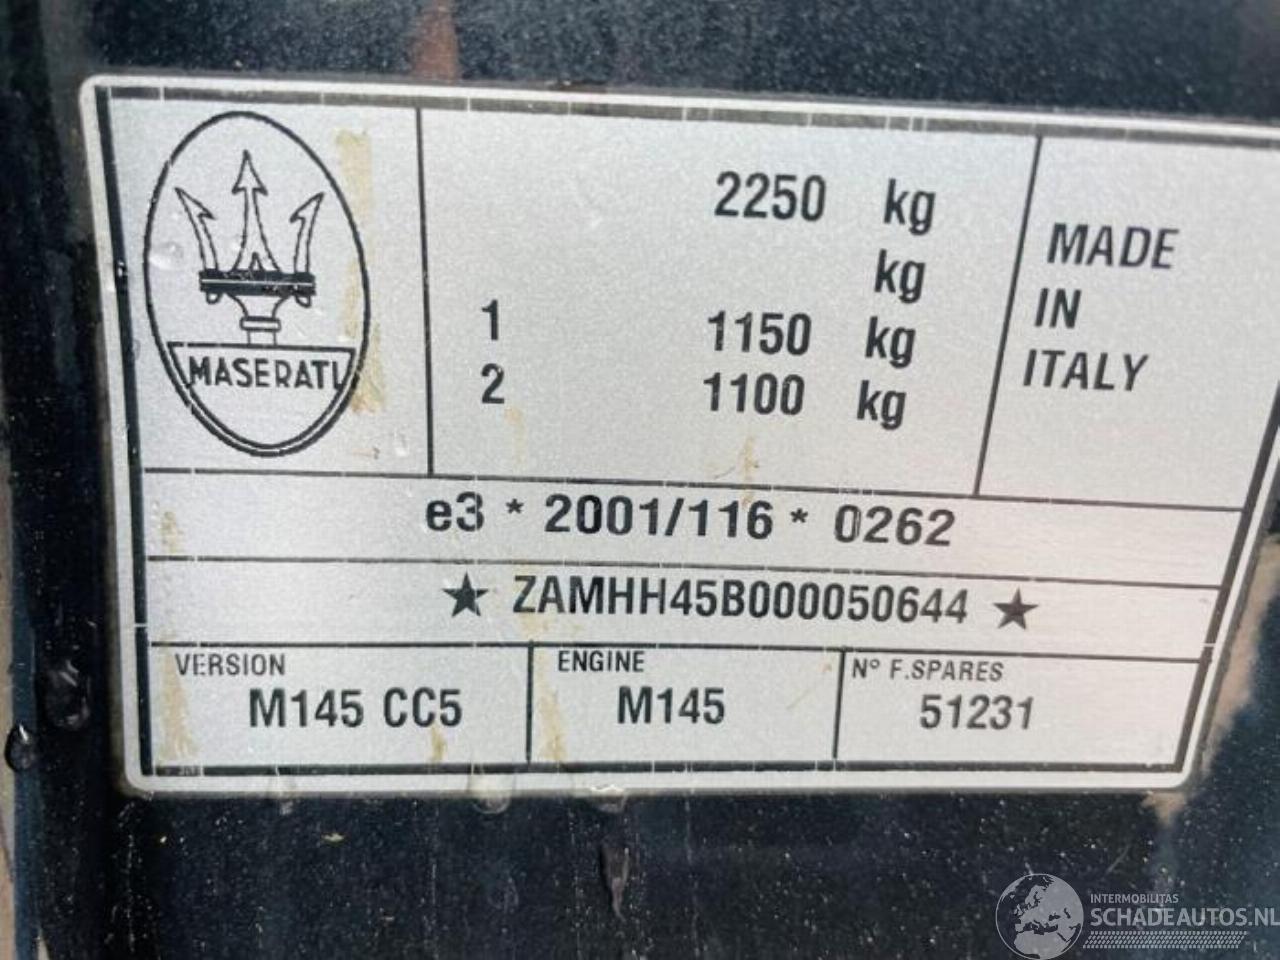 MASERATI
2250 kg
kg
1 1150 kg
2 1100 kg
MADE
IN
ITALY
e3 * 2001/116 * 0262
★ ZAMHH45B000050644 ★
VERSION
M145 CC5
ENGINE
M145
N° F.SPARES
51231
INTERMOBILITAS
SCHADEAUTOS.NL